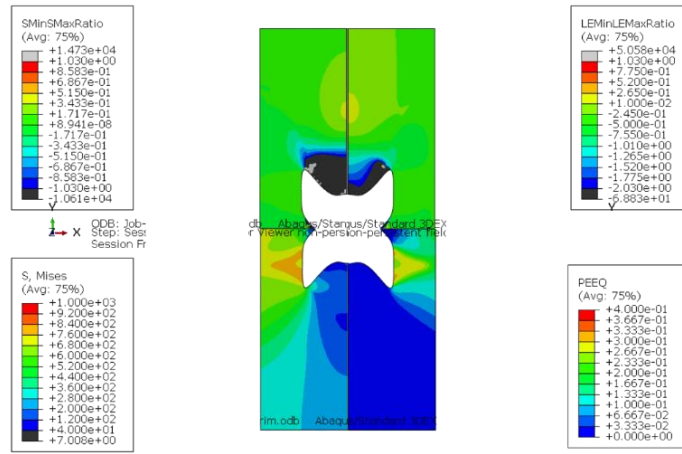 SMinSMaxRatio
(Avg: 75%)
+1.473e+04
+1.030e+00
+8.583e-01
+6.867e-01
+5.150e-01
+3.433e-01
+1.717e-01
+8.941e-08
-1.717e-01
-3.433e-01
-5.150e-01
-6.867e-01
-8.583e-01
-1.030e+00
-1.061e+04
LEMinLEMaxRatio
(Avg: 75%)
+5.058e+04
+1.030e+00
+7.750e-01
+5.200e-01
+2.650e-01
+1.000e-02
-2.450e-01
-5.000e-01
-7.550e-01
-1.010e+00
-1.265e+00
-1.520e+00
-1.775e+00
-2.030e+00
-6.883e+01
Y
Y
Z X
ODB: Job-
Step: Sess
Session Fr
db Abaqus/Standard 3DEX
r Viewer non-persi
S, Mises
(Avg: 75%)
+1.000e+03
+9.200e+02
+8.400e+02
+7.600e+02
+6.800e+02
+6.000e+02
+5.200e+02
+4.400e+02
+3.600e+02
+2.800e+02
+2.000e+02
+1.200e+02
+4.000e+01
+7.008e+00
PEEQ
(Avg: 75%)
+4.000e-01
+3.667e-01
+3.333e-01
+3.000e-01
+2.667e-01
+2.333e-01
+2.000e-01
+1.667e-01
+1.333e-01
+1.000e-01
+6.667e-02
+3.333e-02
+0.000e+00
rim.odb Abaqus/Standard 3DEX